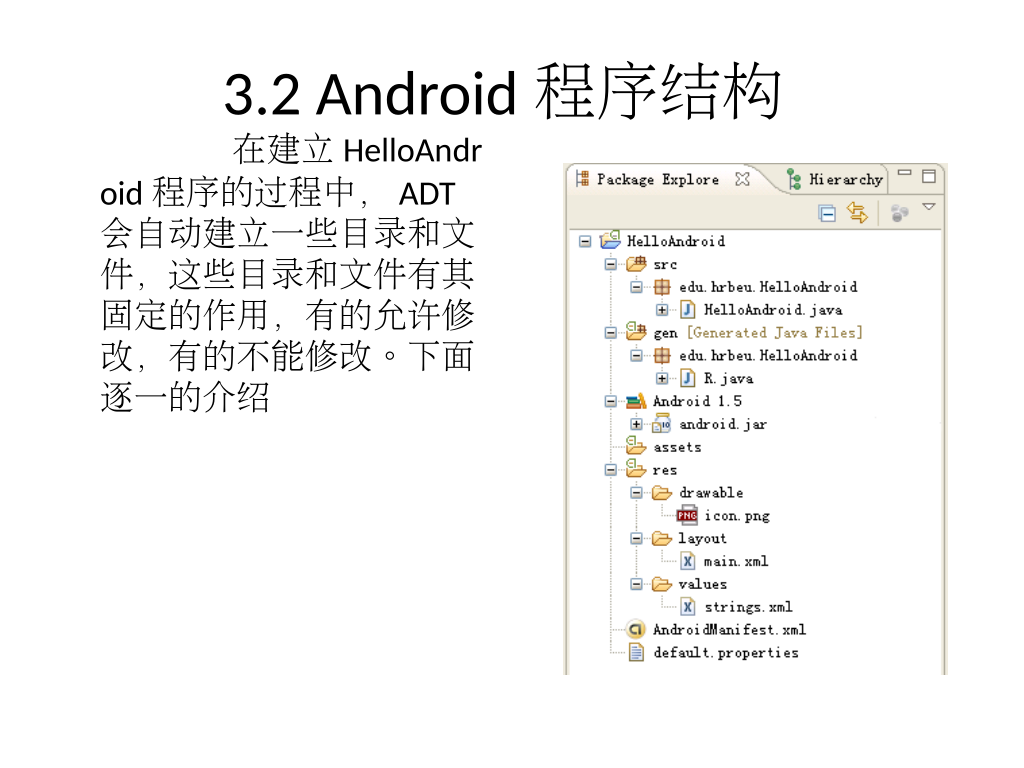 3.2 Android 程序结构
在建立 HelloAndr
oid 程序的过程中， ADT
会自动建立一些目录和文
件，这些目录和文件有其
固定的作用，有的允许修
改，有的不能修改。下面
逐一的介绍
Package Explore
Hierarchy
HelloAndroid
src
edu.hrbeu.HelloAndroid
HelloAndroid.java
gen [Generated Java Files]
edu.hrbeu.HelloAndroid
R.java
Android 1.5
android.jar
assets
res
drawable
icon.png
layout
main.xml
values
strings.xml
AndroidManifest.xml
default.properties